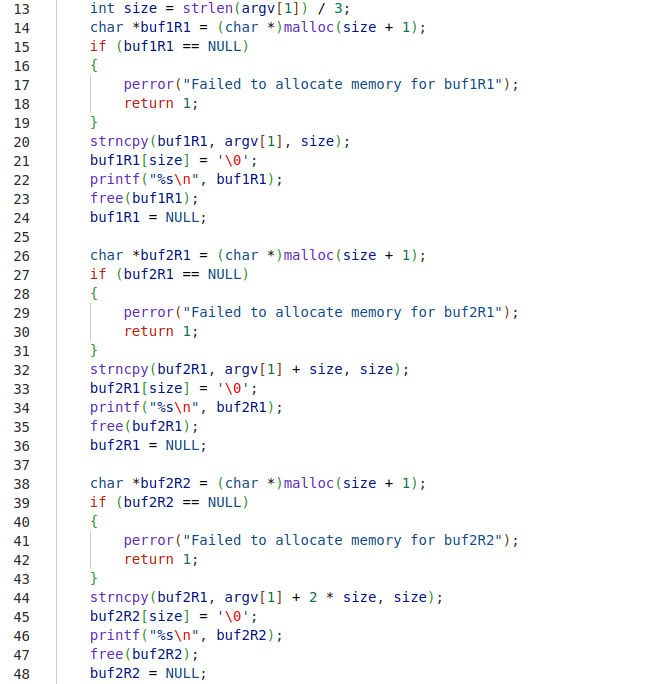 13 int size = strlen(argv[1]) / 3;
14 char *buf1R1 = (char *)malloc(size + 1);
15 if (buf1R1 == NULL)
16 {
17 perror("Failed to allocate memory for buf1R1");
18 return 1;
19 }
20 strncpy(buf1R1, argv[1], size);
21 buf1R1[size] = '\0';
22 printf("%s\n", buf1R1);
23 free(buf1R1);
24 buf1R1 = NULL;
25
26 char *buf2R1 = (char *)malloc(size + 1);
27 if (buf2R1 == NULL)
28 {
29 perror("Failed to allocate memory for buf2R1");
30 return 1;
31 }
32 strncpy(buf2R1, argv[1] + size, size);
33 buf2R1[size] = '\0';
34 printf("%s\n", buf2R1);
35 free(buf2R1);
36 buf2R1 = NULL;
37
38 char *buf2R2 = (char *)malloc(size + 1);
39 if (buf2R2 == NULL)
40 {
41 perror("Failed to allocate memory for buf2R2");
42 return 1;
43 }
44 strncpy(buf2R1, argv[1] + 2 * size, size);
45 buf2R2[size] = '\0';
46 printf("%s\n", buf2R2);
47 free(buf2R2);
48 buf2R2 = NULL;